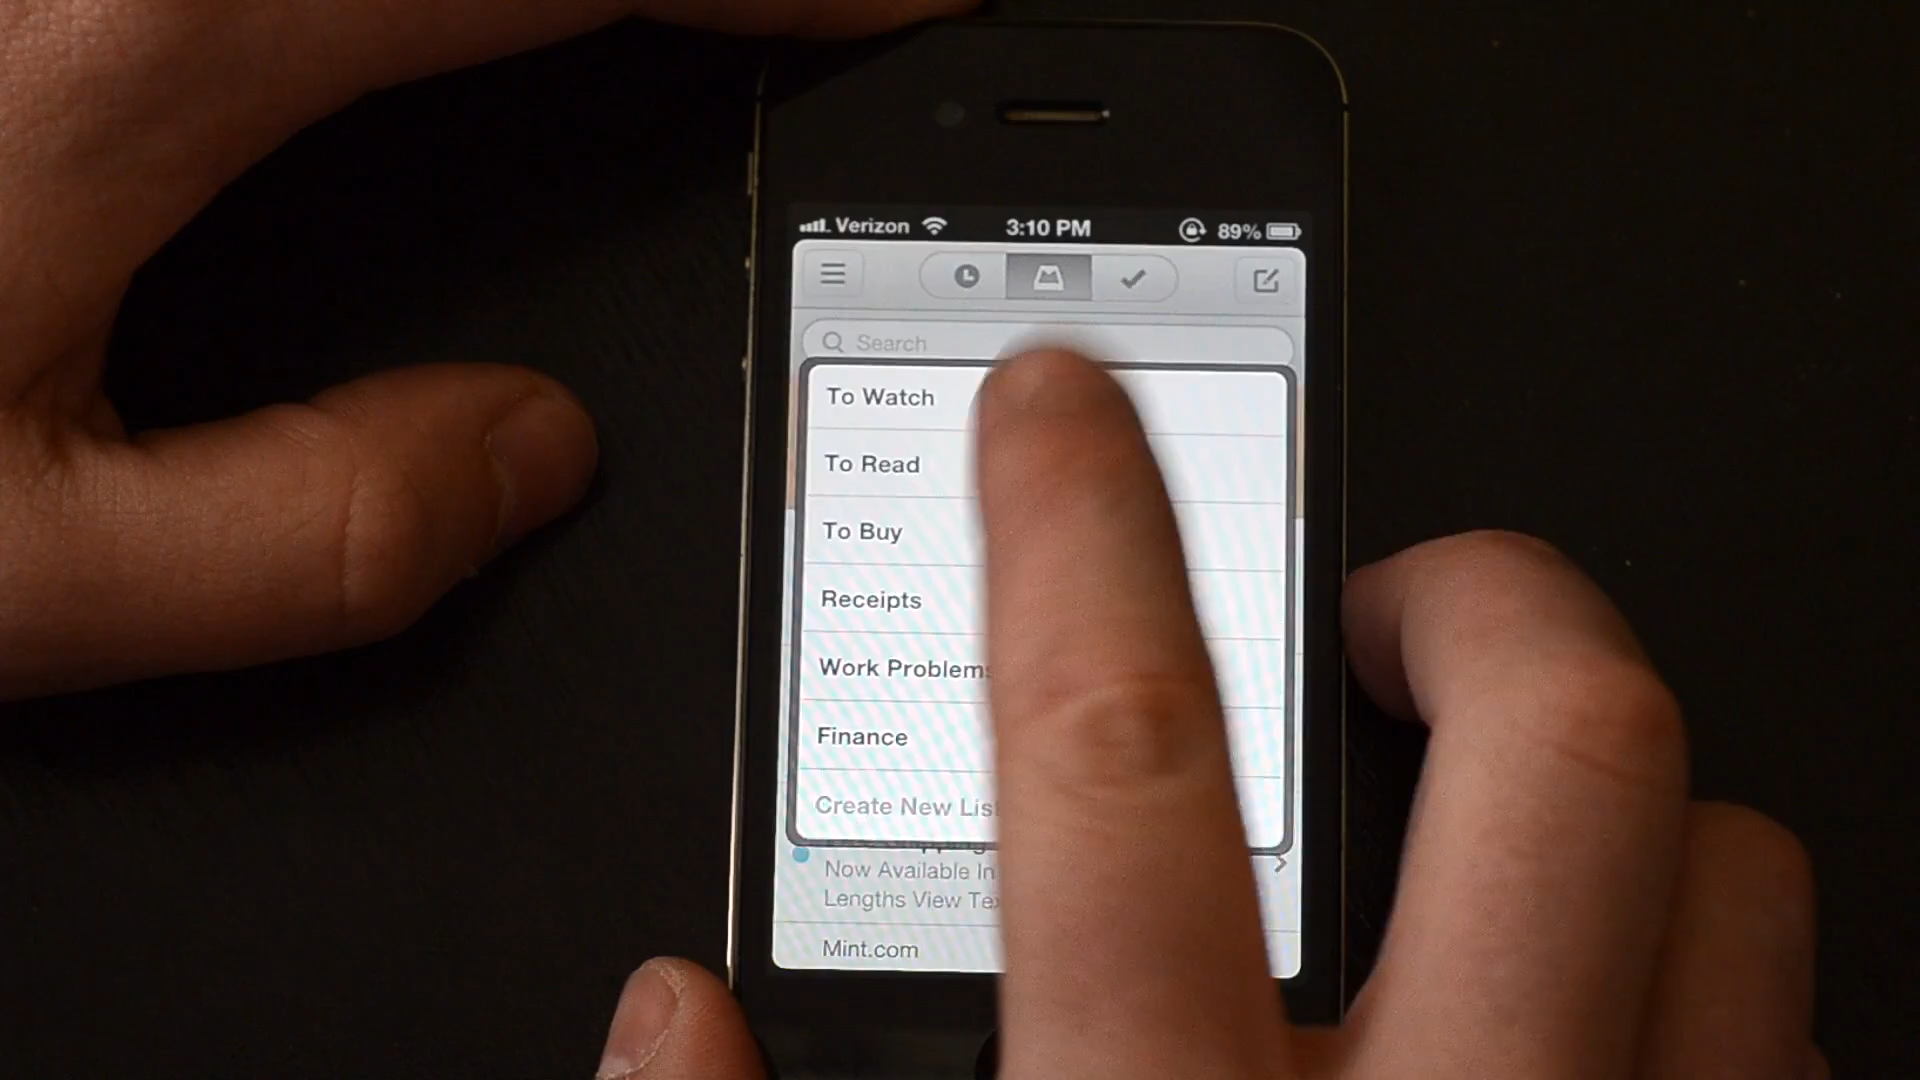 Verizon 3:10 PM 89%
Search
To Watch
To Read
To Buy
Receipts
Work Problems
Finance
Create New List
Now Available In
Lengths View
Mint.com